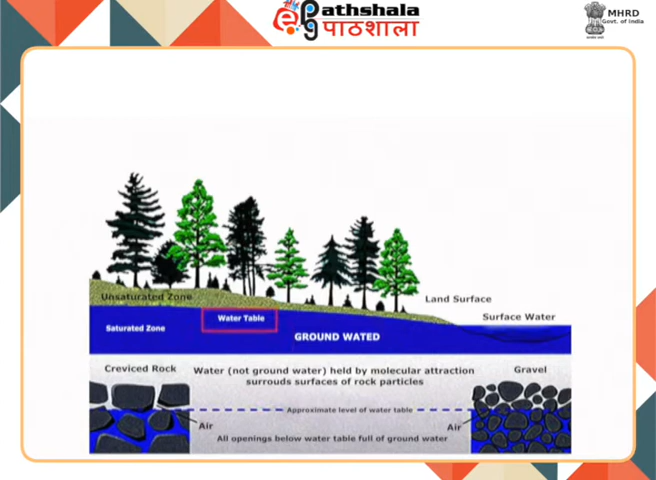 Pathshala
पाठशाला
MHRD
Govt. of India
Unsaturated Zone
Land Surface
Water Table
Surface Water
Saturated Zone
GROUND WATED
Creviced Rock
Water (not ground water) held by molecular attraction
surrouds surfaces of rock particles
Gravel
Approximate level of water table
Air
Air
All openings below water table full of ground water